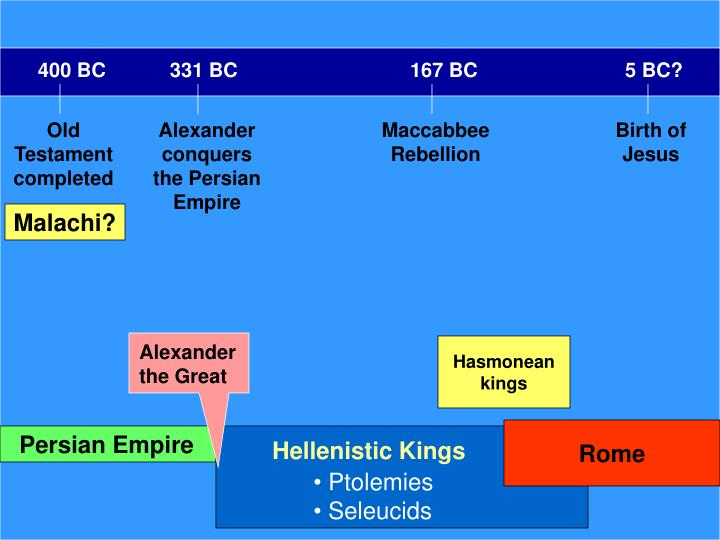 400 BC
331 BC
167 BC
5 BC?
Old
Testament
completed
Alexander
conquers
the Persian
Empire
Maccabbee
Rebellion
Birth of
Jesus
Malachi?
Alexander
the Great
Hasmonean
kings
Persian Empire
Hellenistic Kings
• Ptolemies
• Seleucids
Rome